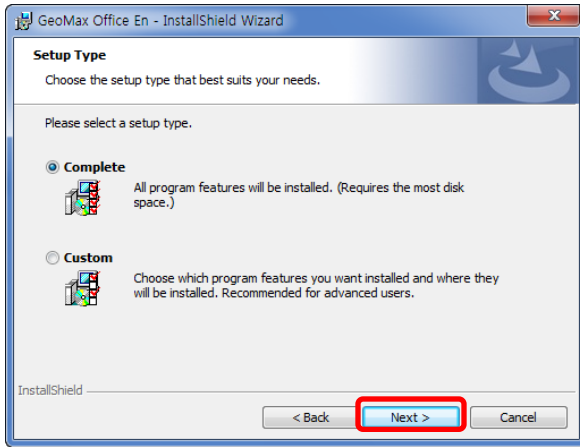 GeoMax Office En - InstallShield Wizard
Setup Type
Choose the setup type that best suits your needs.
Please select a setup type.
Complete
All program features will be installed. (Requires the most disk
space.)
Custom
Choose which program features you want installed and where they
will be installed. Recommended for advanced users.
InstallShield
< Back
Next >
Cancel